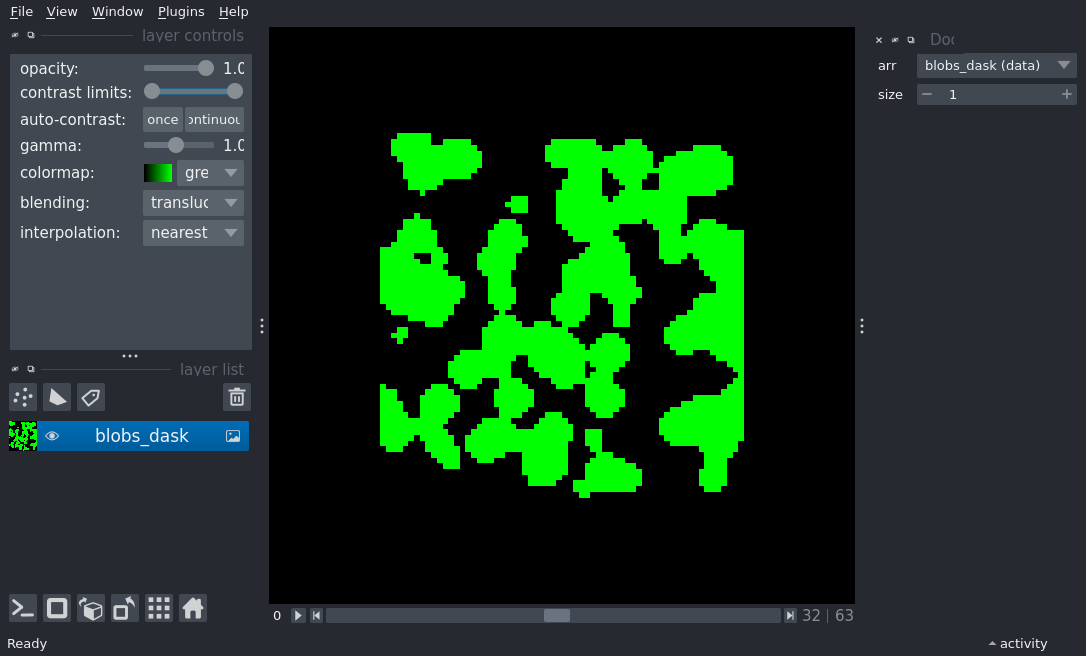 File View Window Plugins Help
layer controls
opacity: 1.0
contrast limits:
auto-contrast: once ontinuou
gamma: 1.0
colormap: gre
blending: transluc
interpolation: nearest
layer list
blobs_dask
Doc
arr blobs_dask (data)
size 1
0 32 | 63
Ready
activity